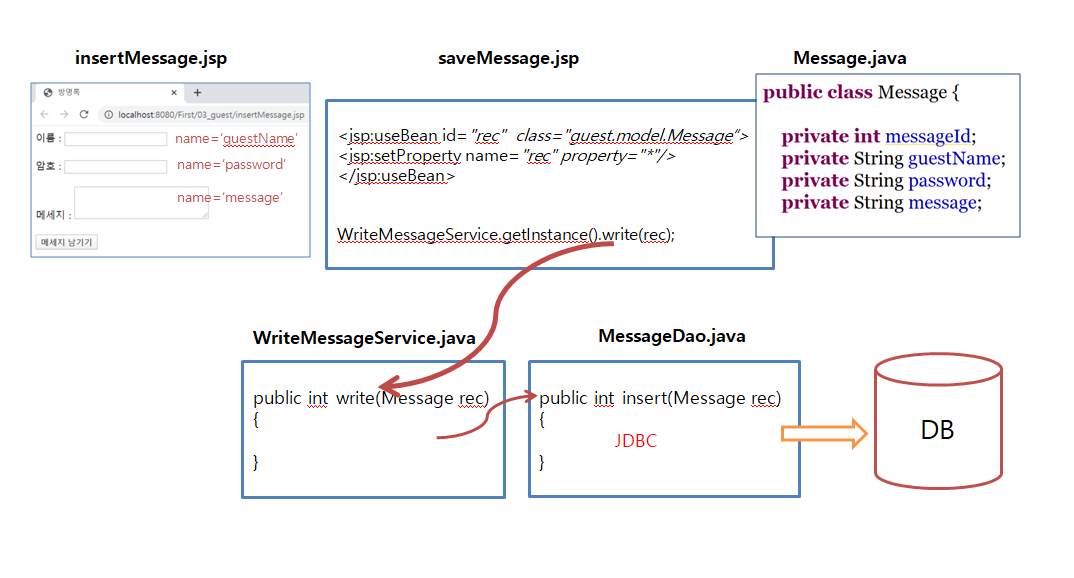 insertMessage.jsp
방명록
localhost:8080/First/03_guest/insertMessage.jsp
이름 :
name='guestName'
암호 :
name='password'
name='message'
메세지 :
메세지 남기기
saveMessage.jsp
<jsp:useBean id="rec" class="guest.model.Message">
<jsp:setProperty name="rec" property="*"/>
</jsp:useBean>
WriteMessageService.getInstance().write(rec);
Message.java
public class Message {
private int messageId;
private String guestName;
private String password;
private String message;
WriteMessageService.java
public int write(Message rec)
{
}
MessageDao.java
public int insert(Message rec)
{
JDBC
}
DB